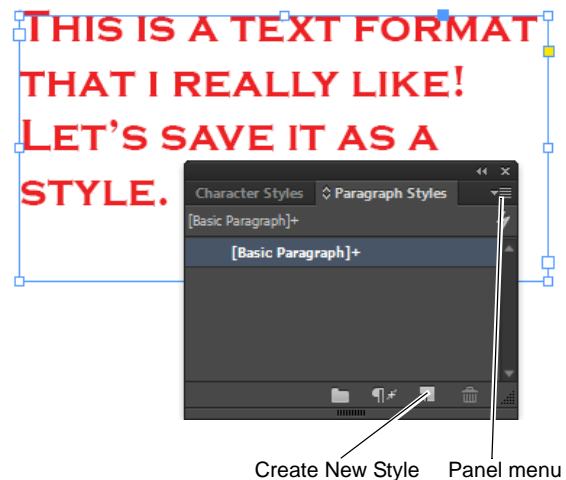 THIS IS A TEXT FORMAT
THAT I REALLY LIKE!
LET'S SAVE IT AS A
STYLE.
Character Styles Paragraph Styles
[Basic Paragraph]+
[Basic Paragraph]+
Create New Style Panel menu